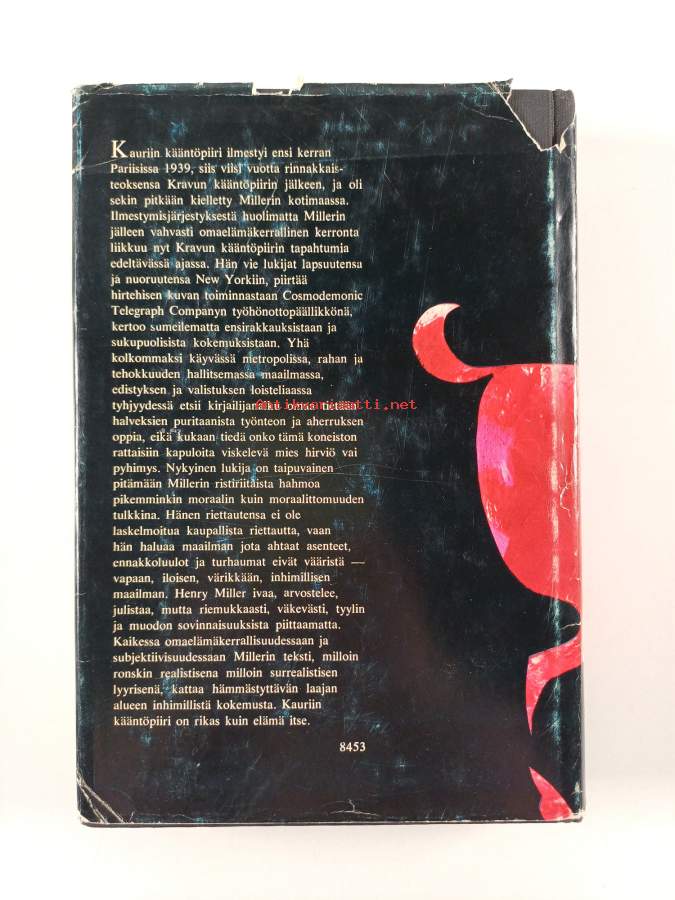 Kauriin kääntöpiiri ilmestyi ensi kerran
Pariisissa 1939, siis viisi vuotta rinnakkais-
teoksensa Kravun kääntöpiirin jälkeen, ja oli
sekin pitkään kielletty Millerin kotimaassa.
Ilmestymisjärjestyksestä huolimatta Millerin
jälleen vahvasti omaelämäkerrallinen kerronta
liikkuu nyt Kravun kääntöpiirin tapahtumia
edeltävässä ajassa. Hän vie lukijat lapsuutensa
ja nuoruutensa New Yorkiin, piirtää
hirtehisen kuvan toiminnastaan Cosmodemonic
Telegraph Companyn työhönottopäällikkönä,
kertoo sumeilematta ensirakkauksistaan ja
sukupuolisista kokemuksistaan. Yhä
kolkommaksi käyvässä metropolissa, rahan ja
tehokkuuden hallitsemassa maailmassa,
edistyksen ja valistuksen loisteliaassa
tyhjyydessä etsii kirjailijanalku omaa tietään
halveksien puritaanista työnteon ja aherruksen
oppia, eikä kukaan tiedä onko tämä koneiston
rattaisiin kapuloita viskelevä mies hirviö vai
pyhimys. Nykyinen lukija on taipuvainen
pitämään Millerin ristiriitaista hahmoa
pikemminkin moraalin kuin moraalittomuuden
tulkkina. Hänen riettautensa ei ole
laskelmoitua kaupallista riettautta, vaan
hän haluaa maailman jota ahtaat asenteet,
ennakkoluulot ja turhaumat eivät vääristä —
vapaan, iloisen, värikkään, inhimillisen
maailman. Henry Miller ivaa, arvostelee,
julistaa, mutta riemukkaasti, väkevästi, tyylin
ja muodon sovinnaisuuksista piittaamatta.
Kaikessa omaelämäkerrallisuudessaan ja
subjektiivisuudessaan Millerin teksti, milloin
ronskin realistisena milloin surrealistisen
lyyrisenä, kattaa hämmästyttävän laajan
alueen inhimillistä kokemusta. Kauriin
kääntöpiiri on rikas kuin elämä itse.
8453